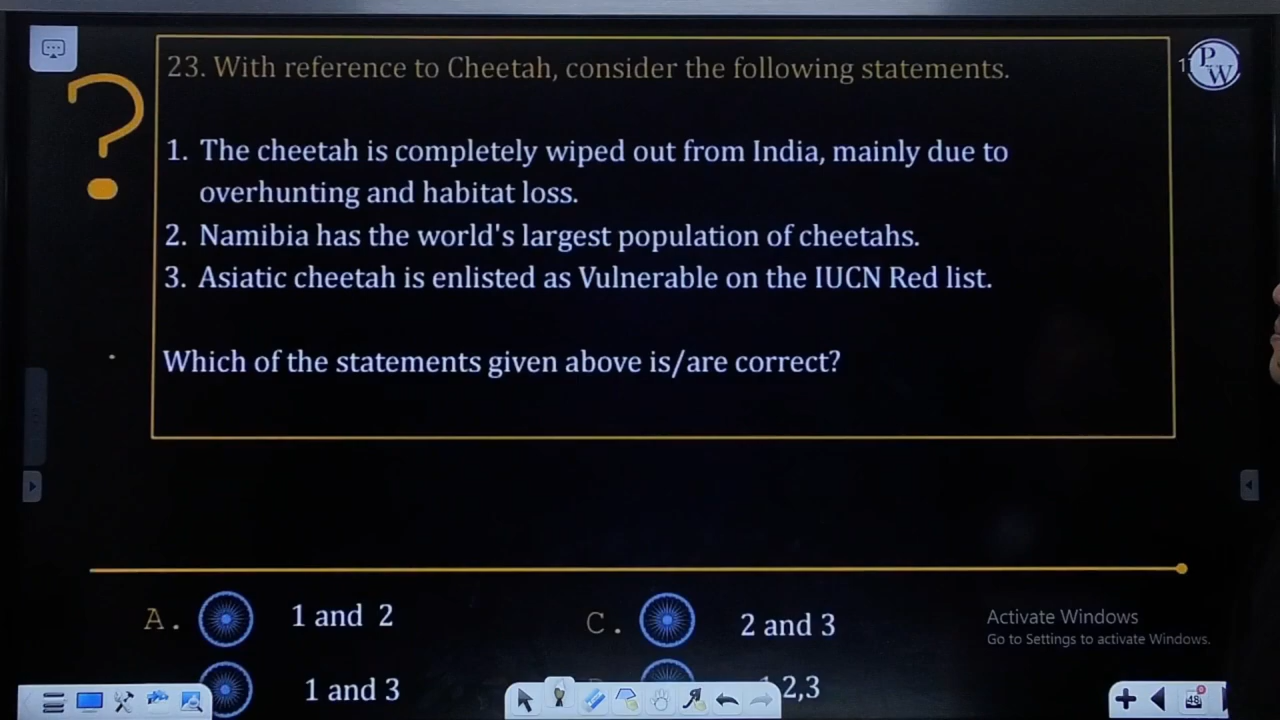 23. With reference to Cheetah, consider the following statements.
1. The cheetah is completely wiped out from India, mainly due to
overhunting and habitat loss.
2. Namibia has the world's largest population of cheetahs.
3. Asiatic cheetah is enlisted as Vulnerable on the IUCN Red list.
Which of the statements given above is/are correct?
A. 1 and 2
C. 2 and 3
1 and 3
2,3
PW
Activate Windows
Go to Settings to activate Windows.
48